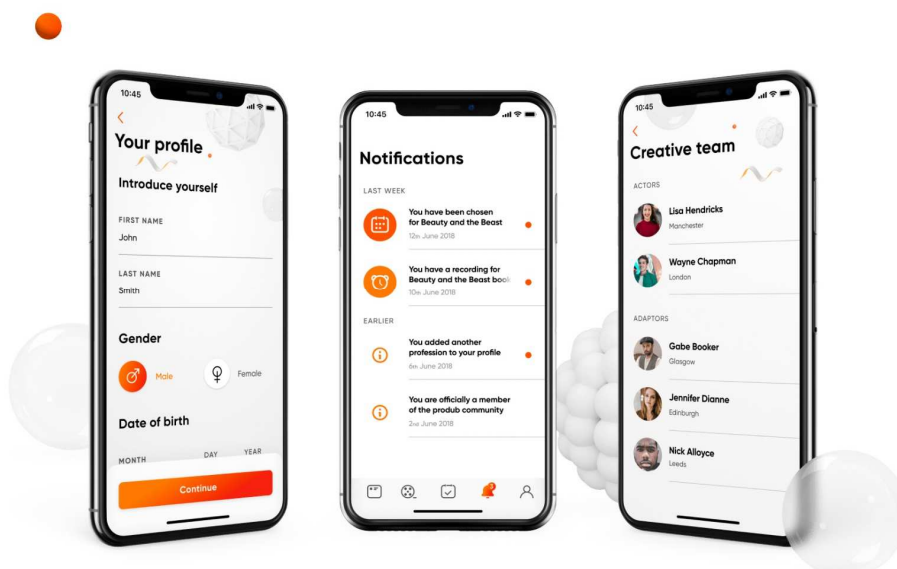 10:45
Your profile
Introduce yourself
FIRST NAME
John
LAST NAME
Smith
Gender
Male
Female
Date of birth
MONTH
DAY
YEAR
Continue
10:45
Notifications
LAST WEEK
You have been chosen
for Beauty and the Beast
12th June 2018
You have a recording for
Beauty and the Beast book
10th June 2018
EARLIER
You added another
profession to your profile
6th June 2018
You are officially a member
of the produb community
2nd June 2018
3
10:45
Creative team
ACTORS
Lisa Hendricks
Manchester
Wayne Chapman
London
ADAPTORS
Gabe Booker
Glasgow
Jennifer Dianne
Edinburgh
Nick Alloyce
Leeds